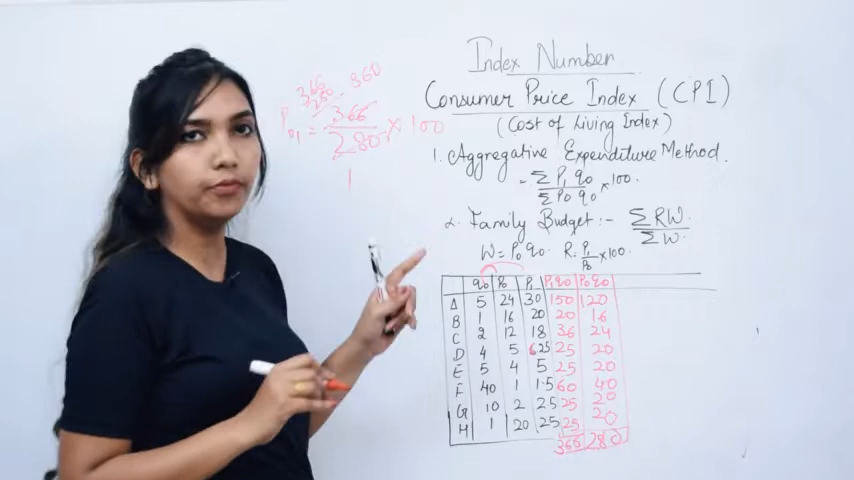 Index Number
Consumer Price Index (CPI)
(Cost of Living Index)
1. Aggregative Expenditure Method.
= ΣP₁q₀ / ΣP₀q₀ × 100.
2. Family Budget :- ΣRW / ΣW.
W = P₀q₀. R = P₁/P₀ × 100.
q₀ P₀ P₁ P₁q₀ P₀q₀
A 5 24 30 150 120
B 1 16 20 20 16
C 2 12 18 36 24
D 4 5 625 25 20
E 5 4 5 25 20
F 40 1 1.5 60 40
G 10 2 2.5 25 20
H 1 20 25 25 20
366 280
366 - 360
280
P₀₁ = 366 / 280 × 100
1